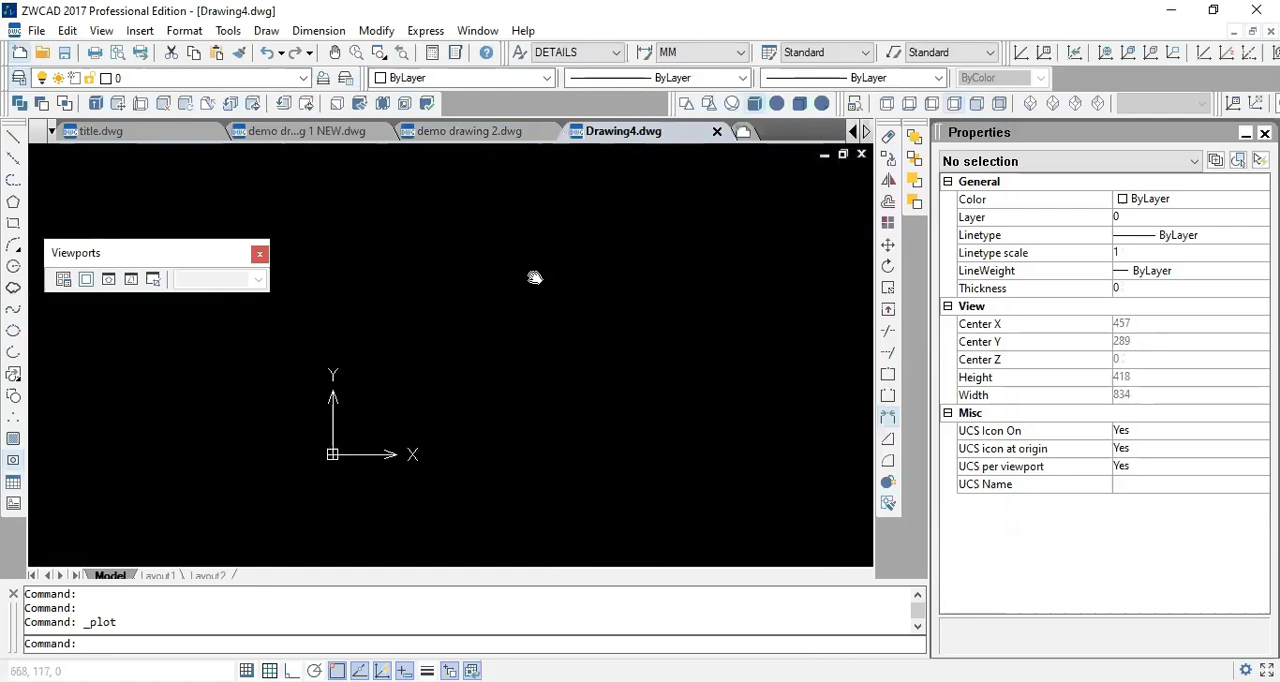 ZWCAD 2017 Professional Edition - [Drawing4.dwg]
File Edit View Insert Format Tools Draw Dimension Modify Express Window Help
DETAILS MM Standard Standard
0 ByLayer ByLayer ByLayer ByColor
title.dwg demo dr...g 1 NEW.dwg demo drawing 2.dwg Drawing4.dwg
Properties
No selection
General
Color ByLayer
Layer 0
Linetype ByLayer
Linetype scale 1
LineWeight ByLayer
Thickness 0
View
Center X 457
Center Y 289
Center Z 0
Height 418
Width 834
Misc
UCS Icon On Yes
UCS icon at origin Yes
UCS per viewport Yes
UCS Name
Viewports
Y
X
Model Layout1 Layout2
Command:
Command:
Command: _plot
Command:
668, 117, 0